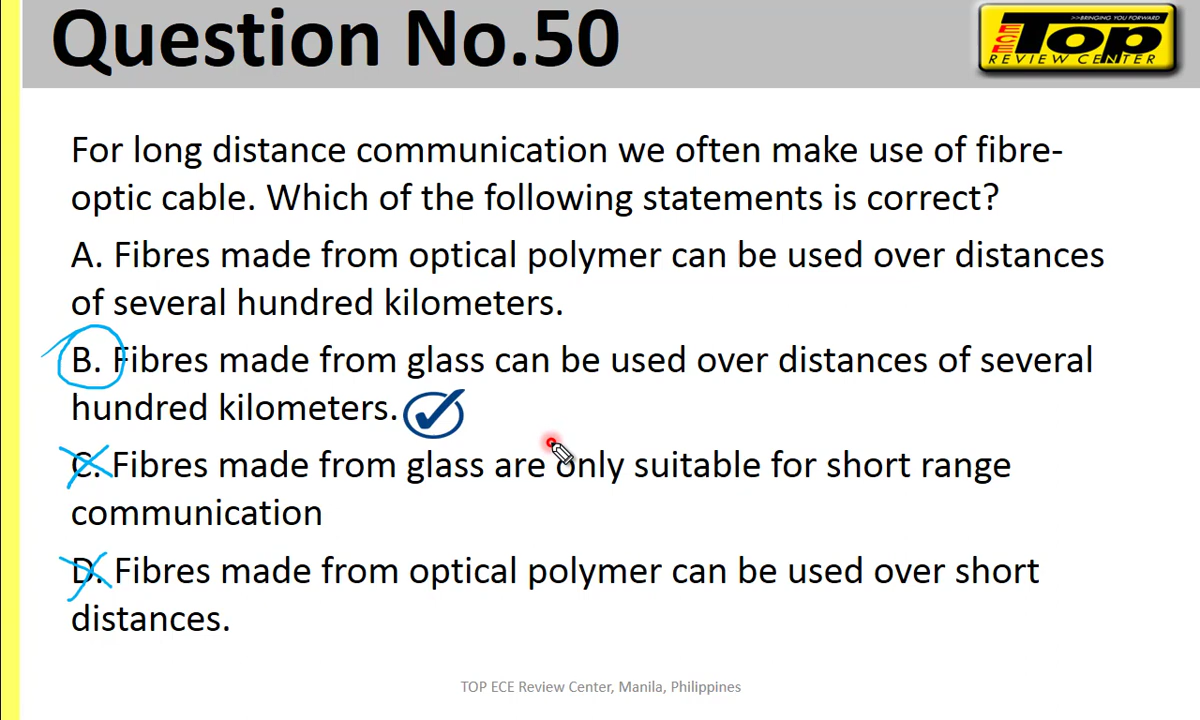 Question No.50
>>BRINGING YOU FORWARD
ECE Top
REVIEW CENTER
For long distance communication we often make use of fibre-
optic cable. Which of the following statements is correct?
A. Fibres made from optical polymer can be used over distances
of several hundred kilometers.
B. Fibres made from glass can be used over distances of several
hundred kilometers.
C. Fibres made from glass are only suitable for short range
communication
D. Fibres made from optical polymer can be used over short
distances.
TOP ECE Review Center, Manila, Philippines